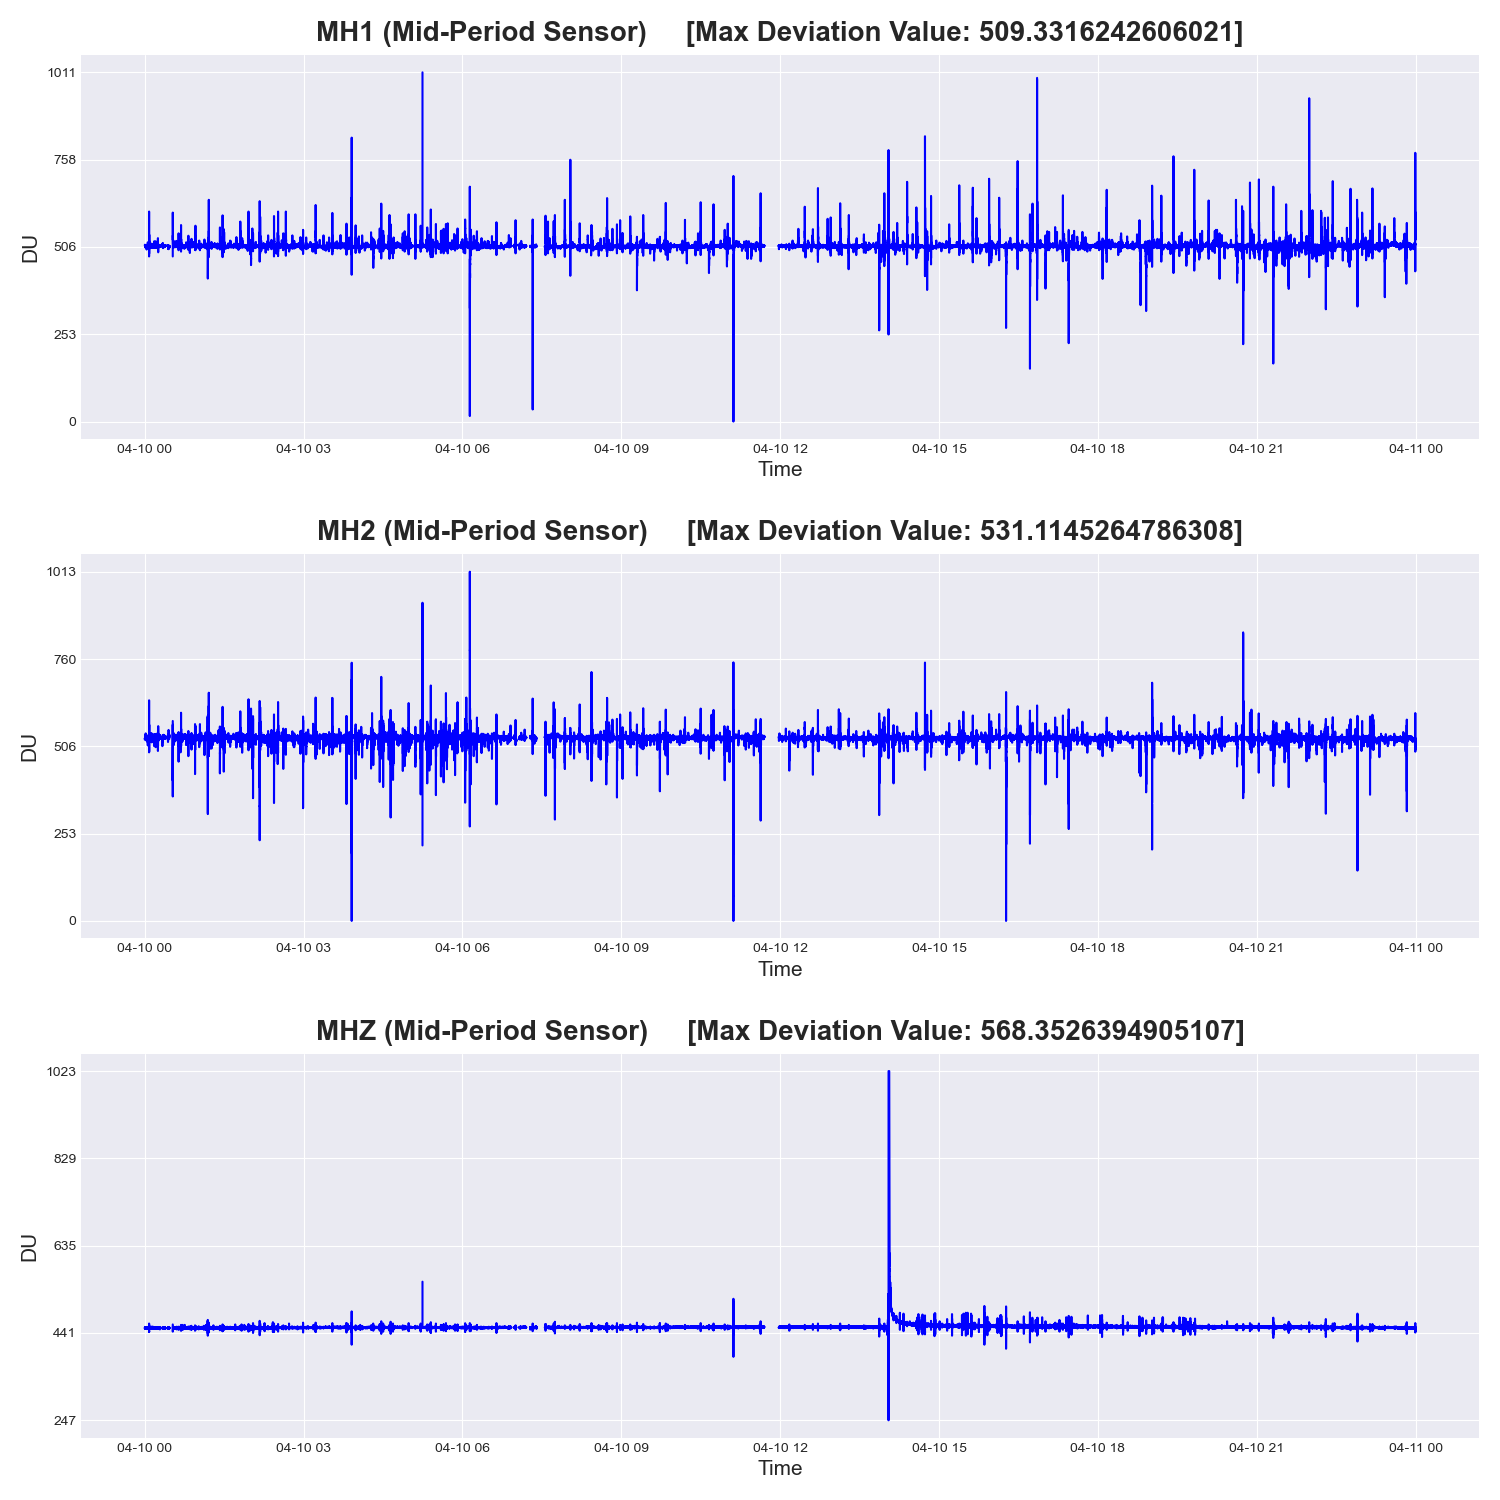 MH1 (Mid-Period Sensor) [Max Deviation Value: 509.3316242606021]
1011
758
506
253
0
DU
04-10 00 04-10 03 04-10 06 04-10 09 04-10 12 04-10 15 04-10 18 04-10 21 04-11 00
Time
MH2 (Mid-Period Sensor) [Max Deviation Value: 531.1145264786308]
1013
760
506
253
0
DU
04-10 00 04-10 03 04-10 06 04-10 09 04-10 12 04-10 15 04-10 18 04-10 21 04-11 00
Time
MHZ (Mid-Period Sensor) [Max Deviation Value: 568.3526394905107]
1023
829
635
441
247
DU
04-10 00 04-10 03 04-10 06 04-10 09 04-10 12 04-10 15 04-10 18 04-10 21 04-11 00
Time